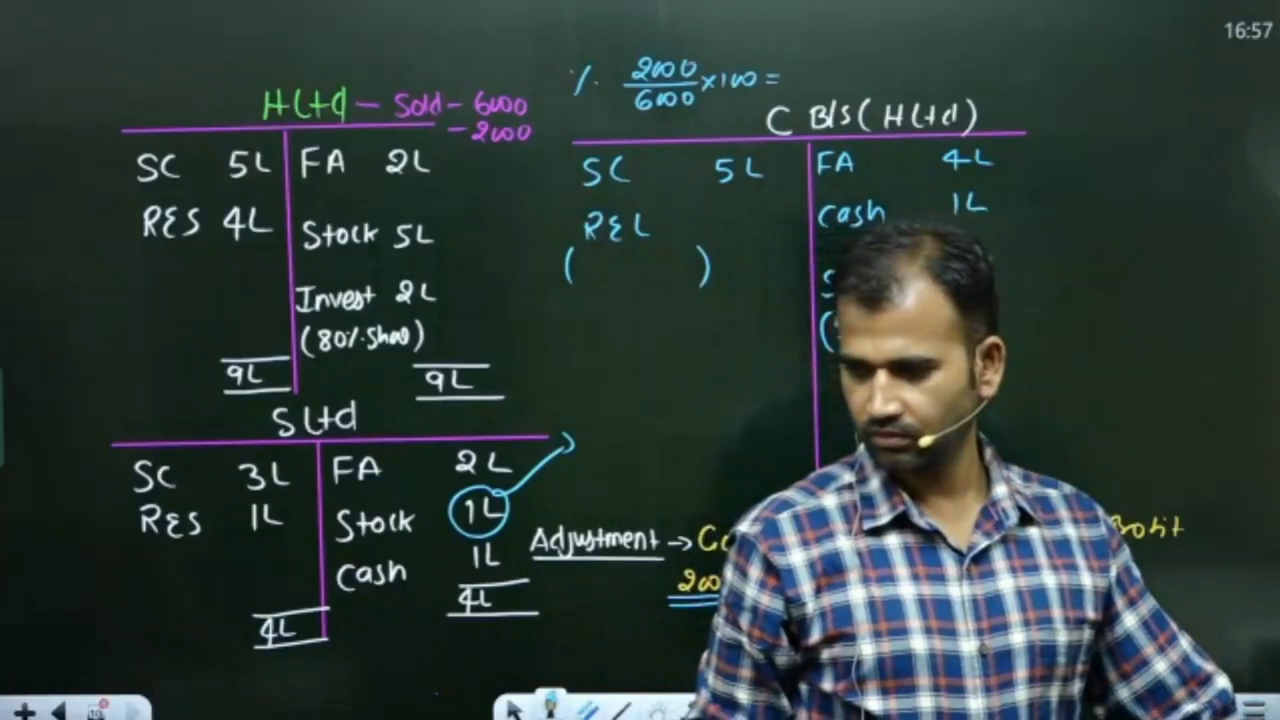 16:57
H Ltd - Sold - 6000
- 2000
SC 5L FA 2L
RES 4L Stock 5L
Invest 2L
(80% Shar)
9L 9L
S Ltd
SC 3L FA 2L
RES 1L Stock 1L
Cash 1L
4L 4L
% 2000/6000 × 100 =
C B/S (H Ltd)
SC 5L FA 4L
REL Cash 1L
( )
Adjustment →